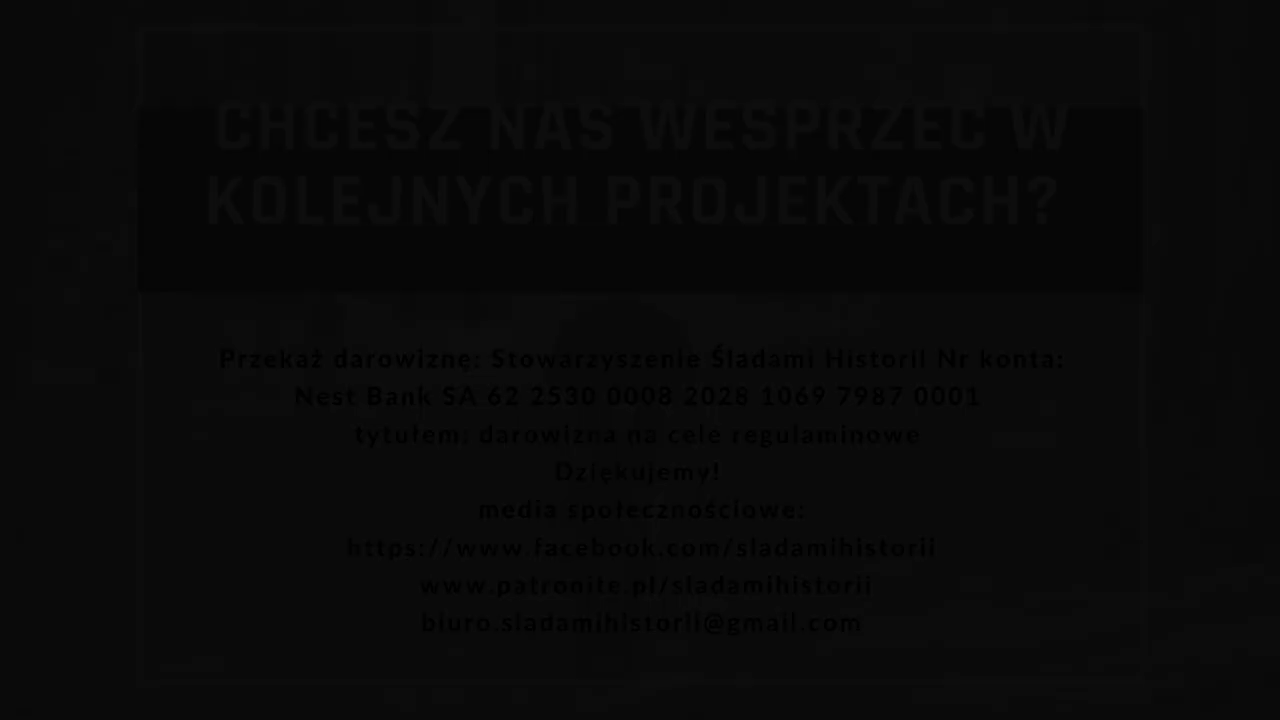 CHCESZ NAS WESPRZEĆ W
KOLEJNYCH PROJEKTACH?
Przekaż darowiznę: Stowarzyszenie Śladami Historii Nr konta:
Nest Bank SA 62 2530 0008 2028 1069 7987 0001
tytułem: darowizna na cele regulaminowe
Dziękujemy!
media społecznościowe:
https://www.facebook.com/sladamihistorii
www.patronite.pl/sladamihistorii
biuro.sladamihistorii@gmail.com